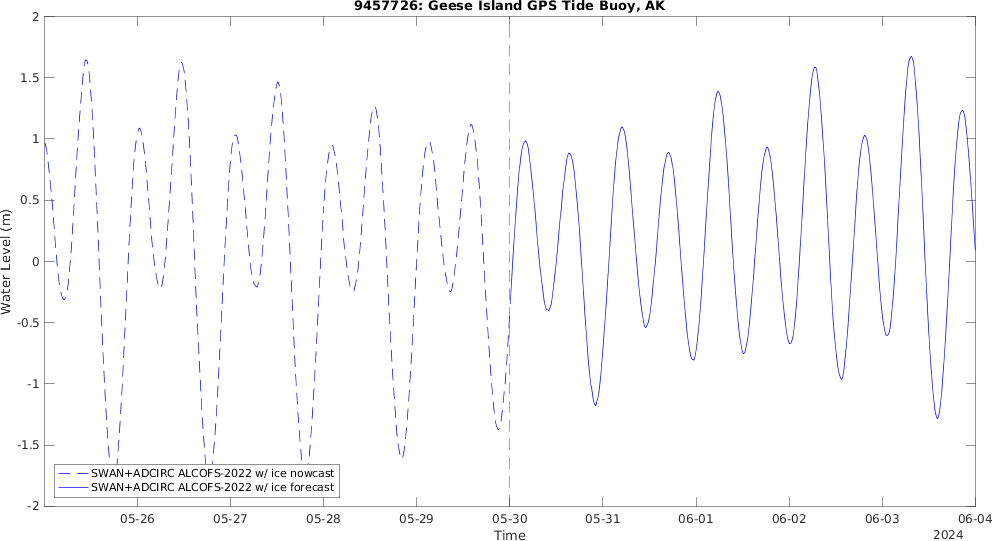 9457726: Geese Island GPS Tide Buoy, AK
2
1.5
1
0.5
0
-0.5
-1
-1.5
-2
Water Level (m)
SWAN+ADCIRC ALCOFS-2022 w/ ice nowcast
SWAN+ADCIRC ALCOFS-2022 w/ ice forecast
05-26 05-27 05-28 05-29 05-30 05-31 06-01 06-02 06-03 06-04
Time
2024